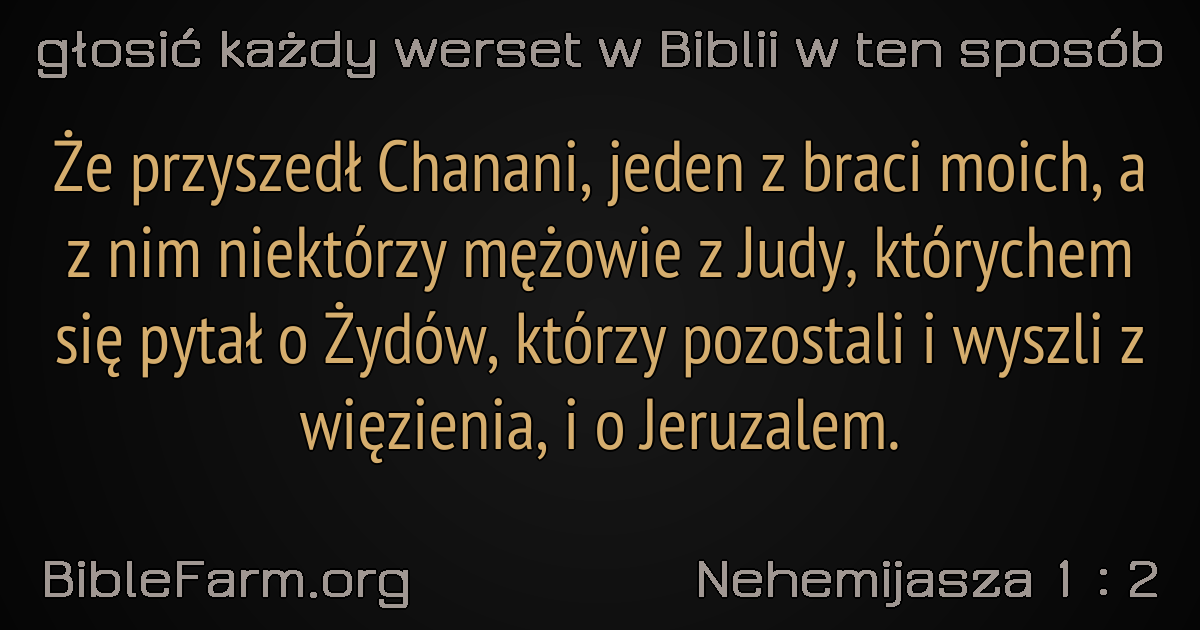 głosić każdy werset w Biblii w ten sposób
Że przyszedł Chanani, jeden z braci moich, a
z nim niektórzy mężowie z Judy, którychem
się pytał o Żydów, którzy pozostali i wyszli z
więzienia, i o Jeruzalem.
BibleFarm.org
Nehemijasza 1 : 2